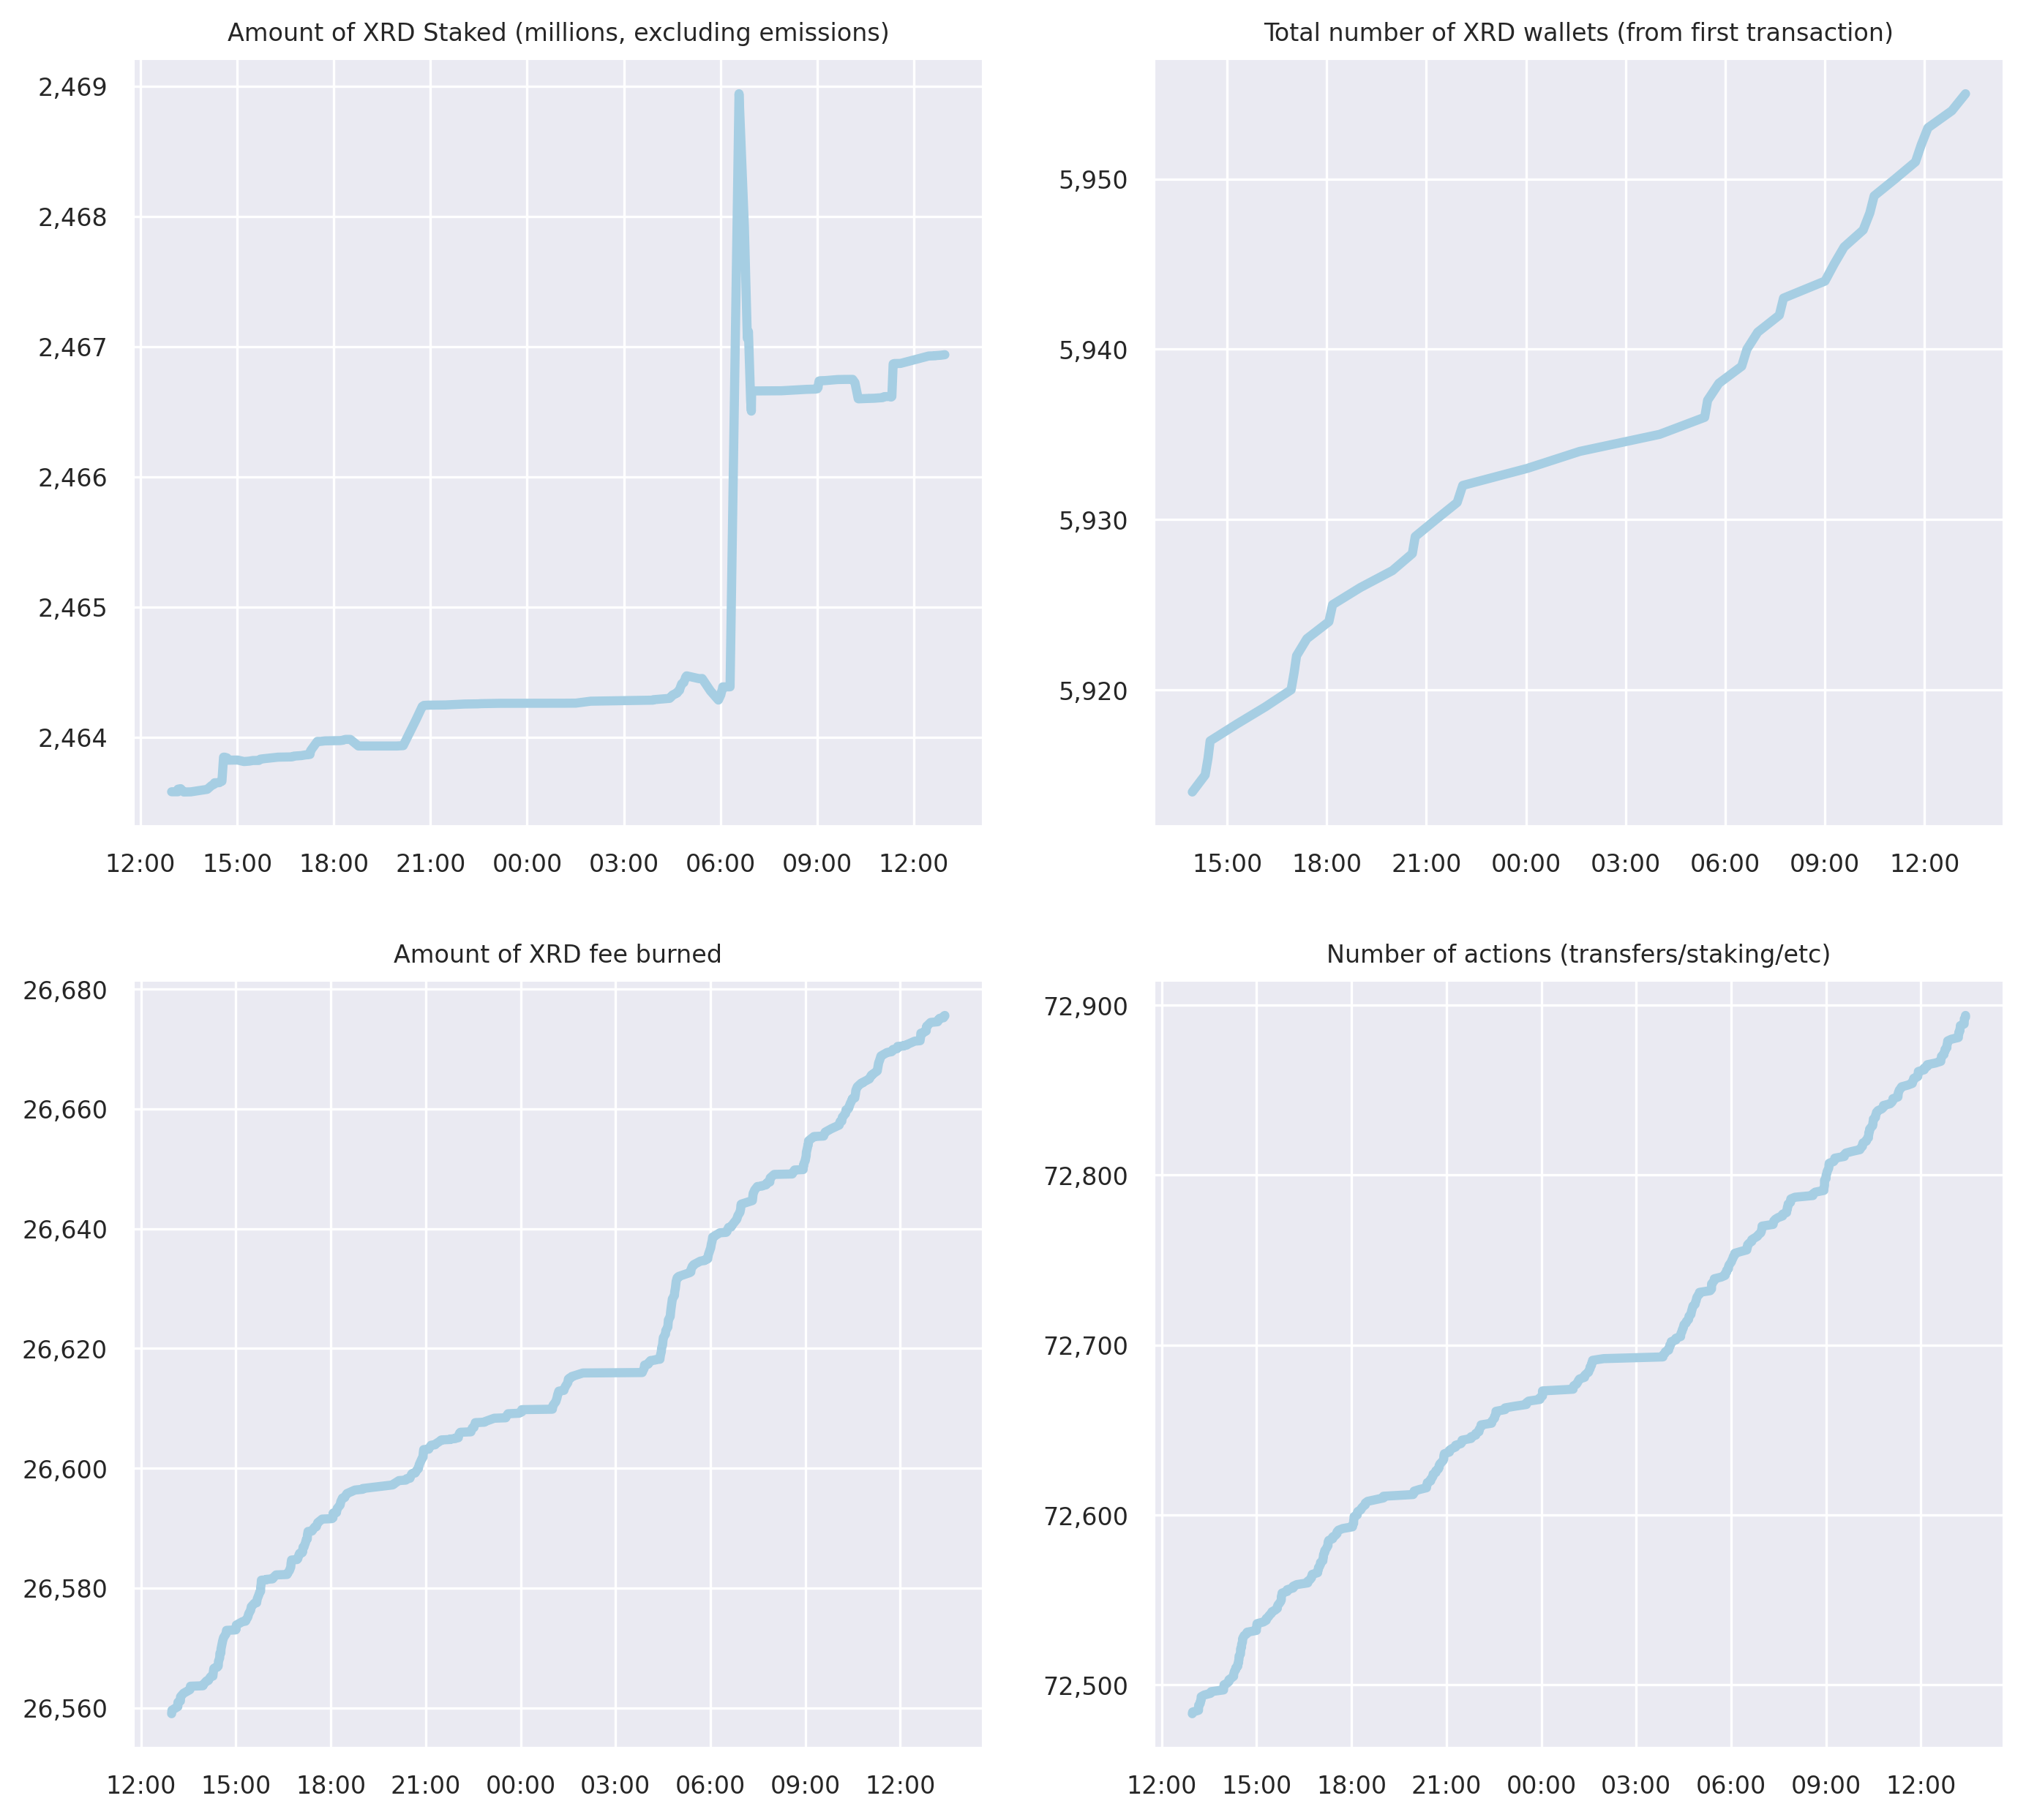 Amount of XRD Staked (millions, excluding emissions)
2,469
2,468
2,467
2,466
2,465
2,464
12:00 15:00 18:00 21:00 00:00 03:00 06:00 09:00 12:00
Total number of XRD wallets (from first transaction)
5,950
5,940
5,930
5,920
15:00 18:00 21:00 00:00 03:00 06:00 09:00 12:00
Amount of XRD fee burned
26,680
26,660
26,640
26,620
26,600
26,580
26,560
12:00 15:00 18:00 21:00 00:00 03:00 06:00 09:00 12:00
Number of actions (transfers/staking/etc)
72,900
72,800
72,700
72,600
72,500
12:00 15:00 18:00 21:00 00:00 03:00 06:00 09:00 12:00